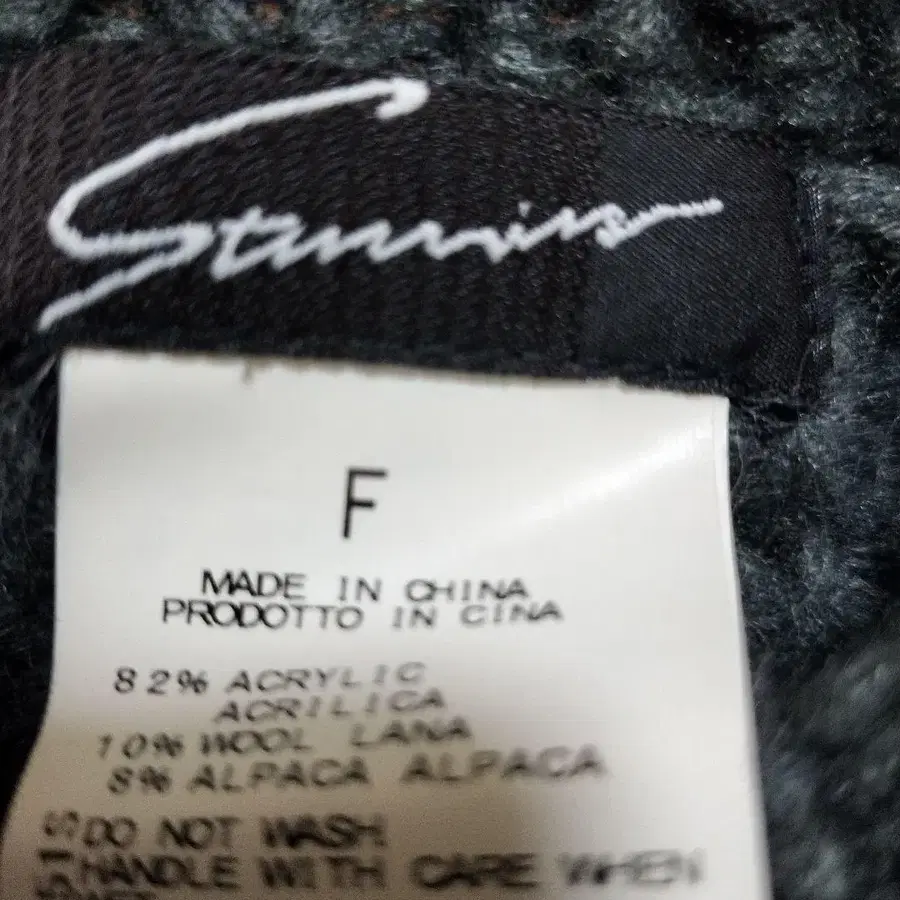 F
MADE IN CHINA
PRODOTTO IN CINA
82% ACRYLIC
ACRILICA
10% WOOL LANA
8% ALPACA ALPACA
DO NOT WASH
HANDLE WITH CARE WHEN